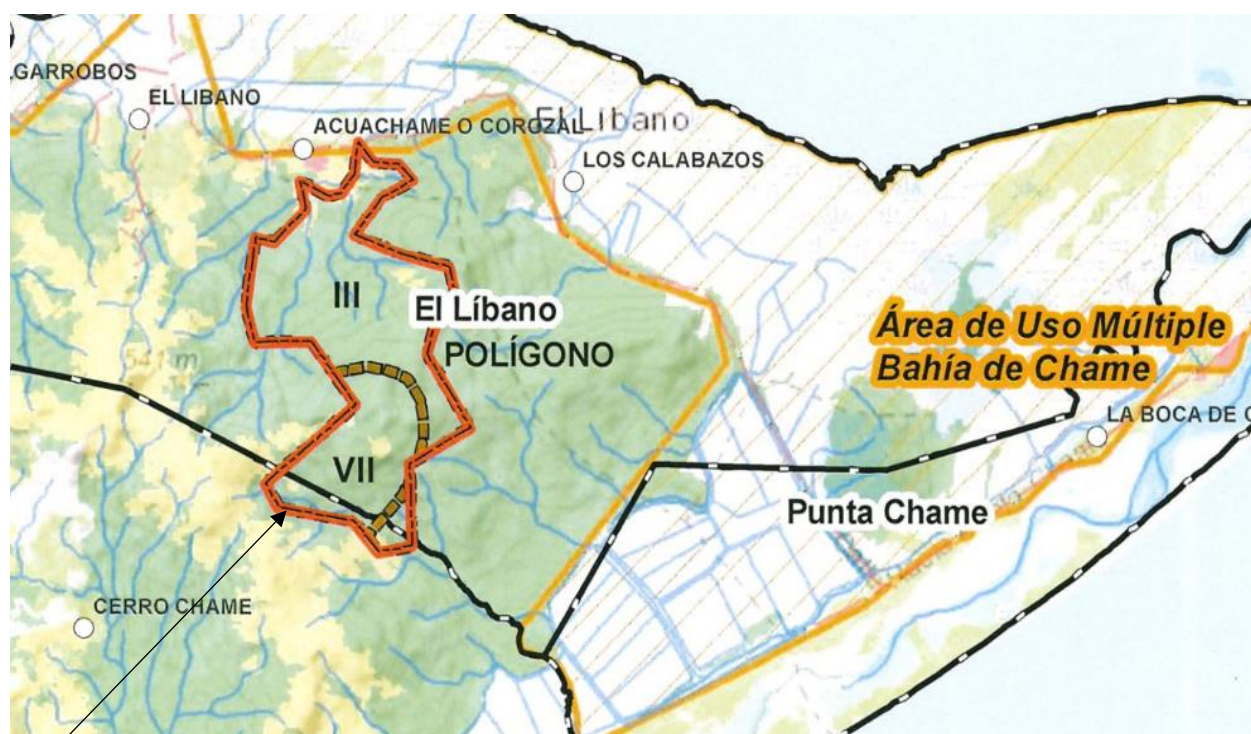 GARROBOS
EL LIBANO
ACUACHAME O COROZAL
El Líbano
LOS CALABAZOS
III
El Líbano
POLÍGONO
Área de Uso Múltiple
Bahía de Chame
541 m
LA BOCA DE C
VII
Punta Chame
CERRO CHAME